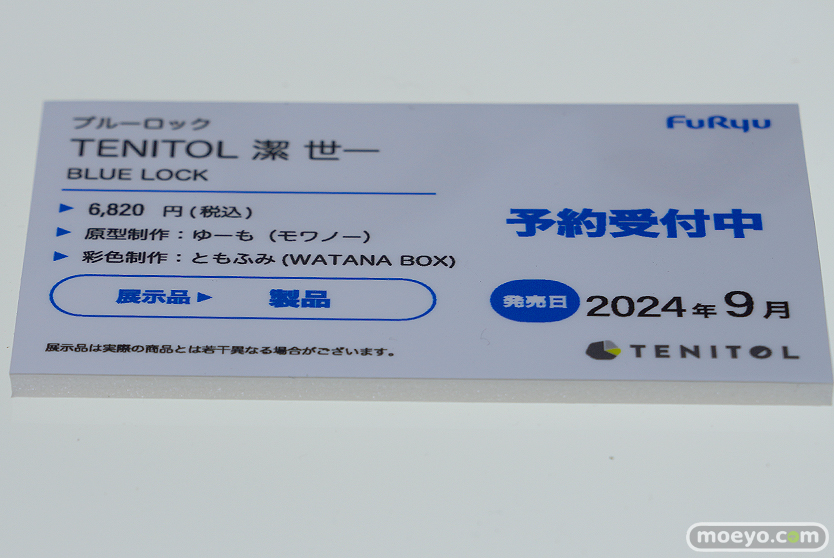 ブルーロック
TENITOL 潔 世一
BLUE LOCK
FuRyu
▶ 6,820 円(税込)
▶ 原型制作：ゆーも（モワノー）
▶ 彩色制作：ともふみ(WATANA BOX)
展示品▶ 製品
予約受付中
発売日 2024年9月
展示品は実際の商品とは若干異なる場合がございます。
TENITOL
moeyo.com